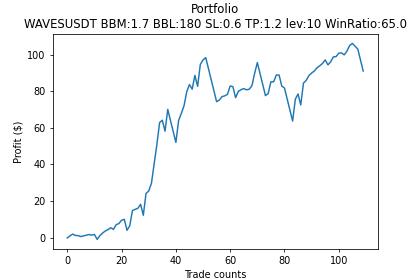 Portfolio
WAVESUSDT BBM:1.7 BBL:180 SL:0.6 TP:1.2 lev:10 WinRatio:65.0
100
80
60
40
20
0
Profit ($)
0 20 40 60 80 100
Trade counts